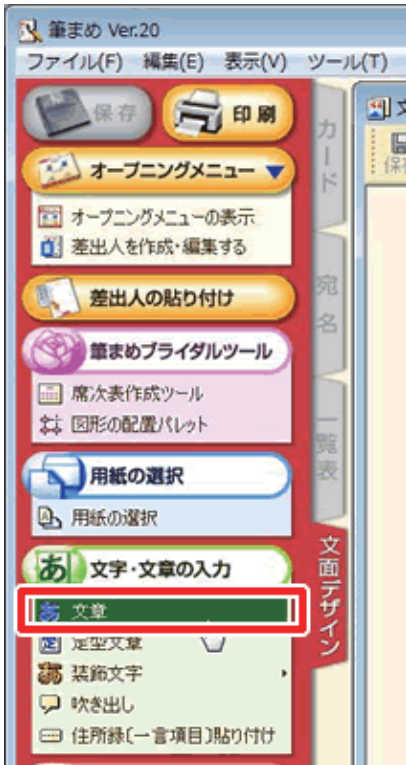 筆まめ Ver.20
ファイル(F) 編集(E) 表示(V) ツール(T)
保存 印刷
オープニングメニュー
オープニングメニューの表示
差出人を作成・編集する
差出人の貼り付け
筆まめブライダルツール
席次表作成ツール
図形の配置パレット
用紙の選択
用紙の選択
文字・文章の入力
文章
定型文章
装飾文字
吹き出し
住所録[一言項目]貼り付け
カード
宛名
一覧表
文面デザイン